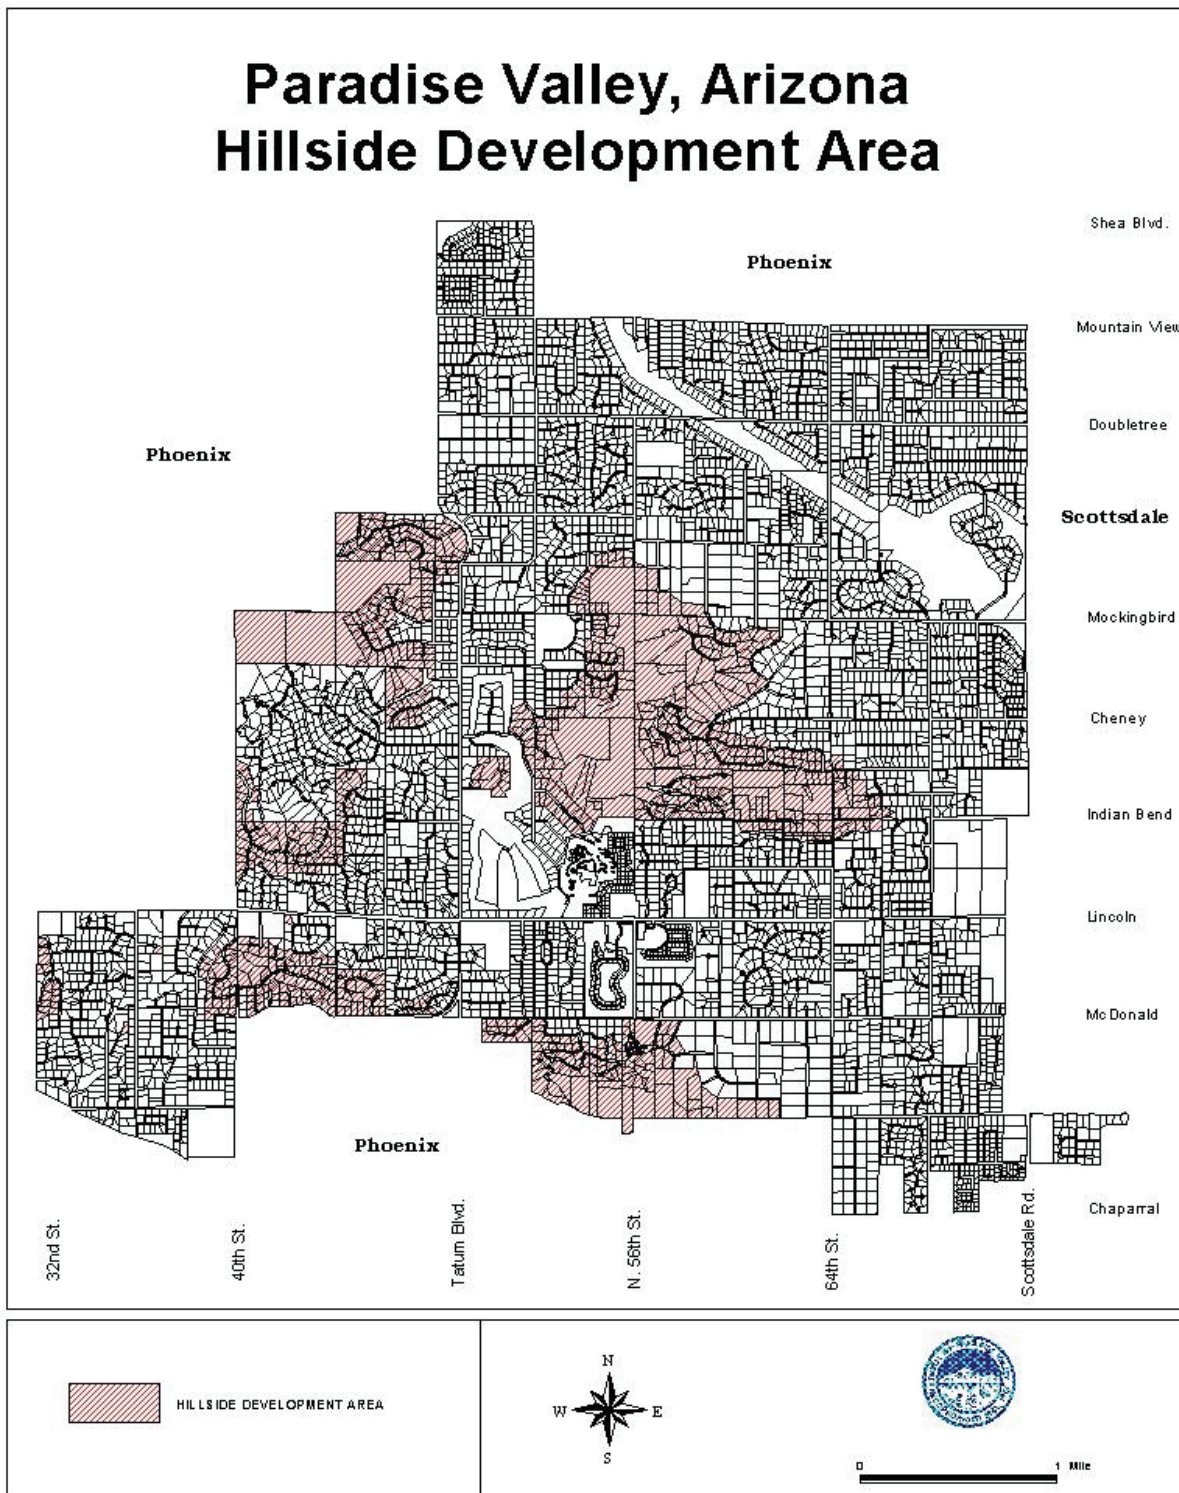 Paradise Valley, Arizona
Hillside Development Area
Shea Blvd.
Phoenix
Mountain View
Doubletree
Phoenix
Scottsdale
Mockingbird
Cheney
Indian Bend
Lincoln
McDonald
Phoenix
Chaparral
32nd St.
40th St.
Tatum Blvd.
N. 56th St.
64th St.
Scottsdale Rd.
HILLSIDE DEVELOPMENT AREA
N
W E
S
0 1 Mile